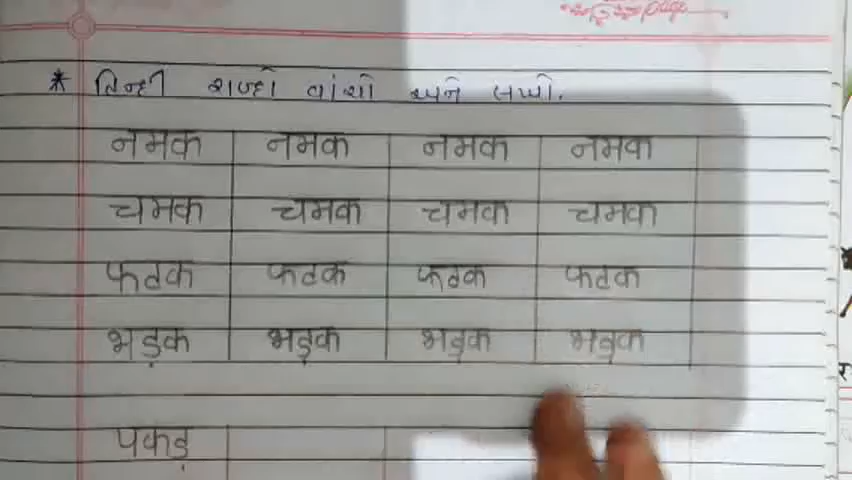 * હિન્દી શબ્દો વાંચો અને લખો.
नमक नमक नमक नमक
चमक चमक चमक चमक
फटक फटक फटक फटक
भड़क भड़क भड़क भड़क
पकड़